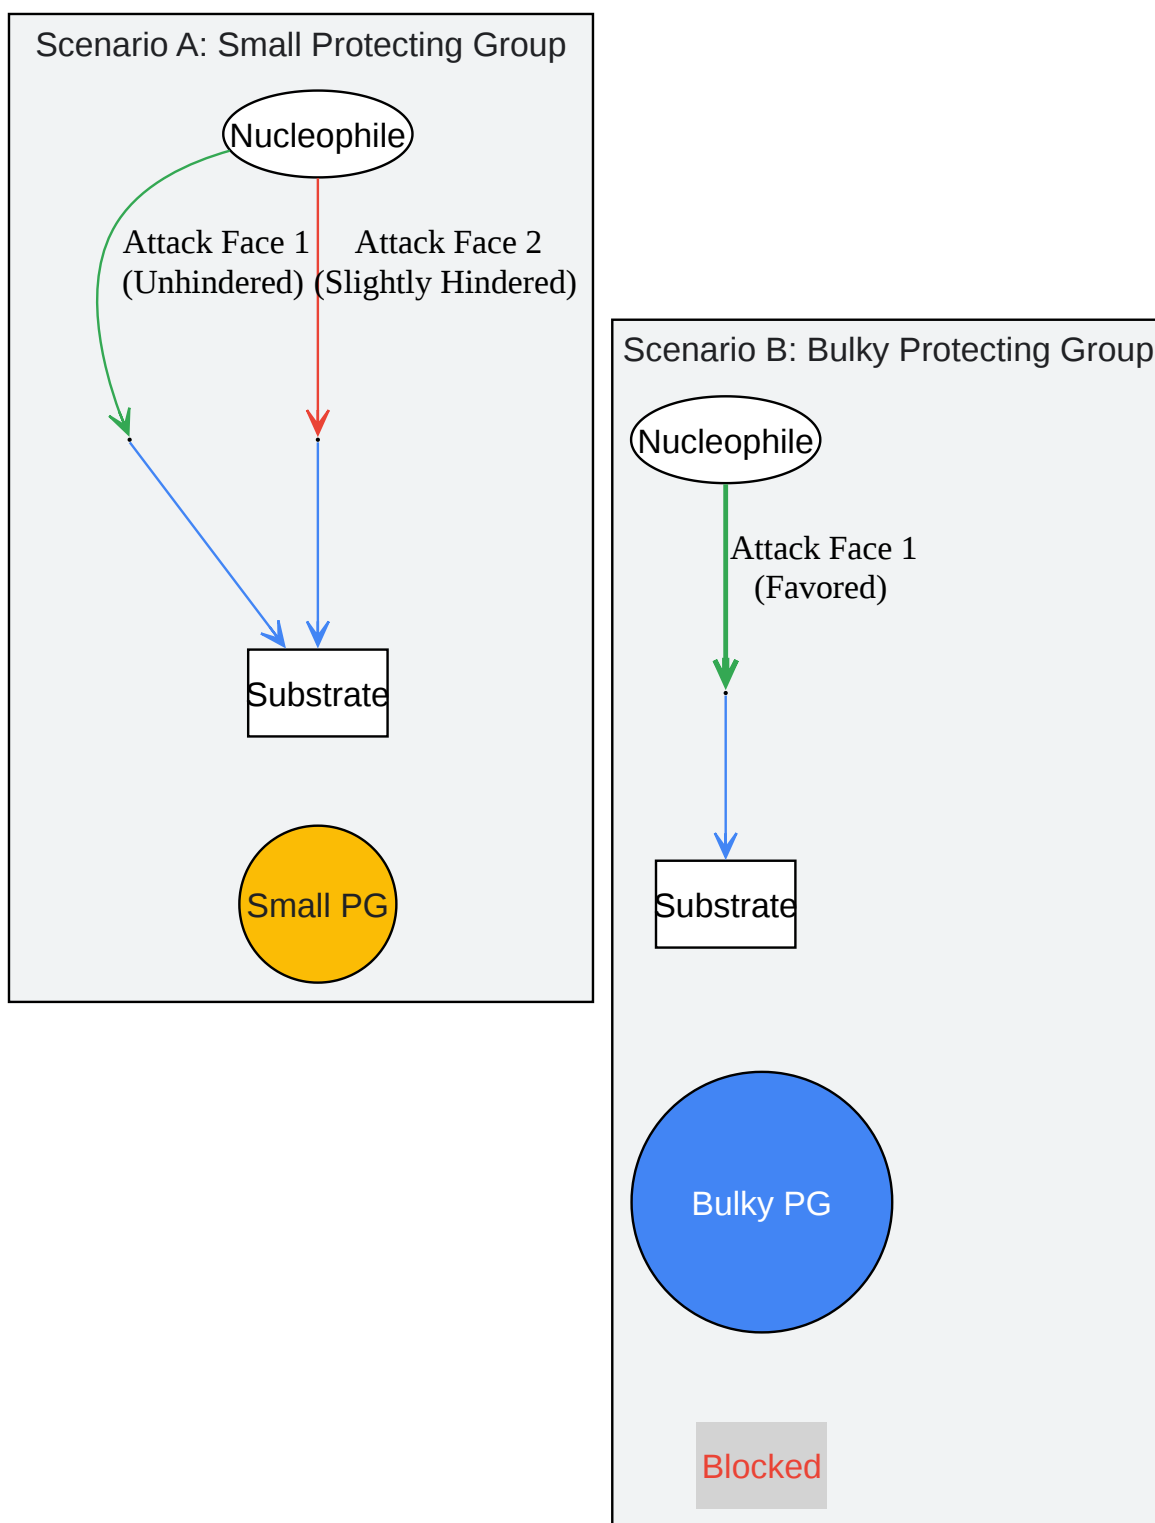 Scenario A: Small Protecting Group
Nucleophile
Attack Face 1
(Unhindered)
Attack Face 2
(Slightly Hindered)
Substrate
Small PG
Scenario B: Bulky Protecting Group
Nucleophile
Attack Face 1
(Favored)
Substrate
Bulky PG
Blocked